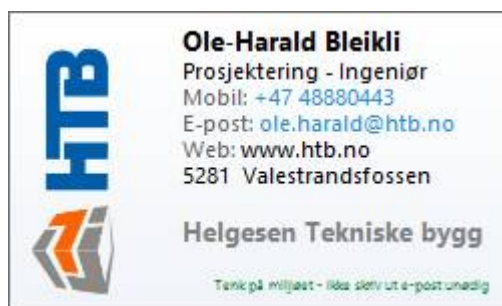 HTB
Ole-Harald Bleikli
Prosjektering - Ingeniør
Mobil: +47 48880443
E-post: ole.harald@htb.no
Web: www.htb.no
5281 Valestrandsfossen
Helgesen Tekniske bygg
Tenk på miljøet - ikke skriv ut e-post unødig